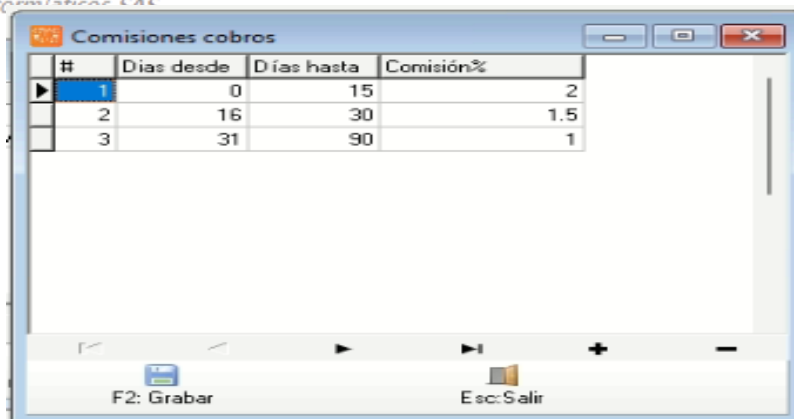 Comisiones cobros
# Dias desde Días hasta Comisión%
1 0 15 2
2 16 30 1.5
3 31 90 1
F2: Grabar Esc:Salir